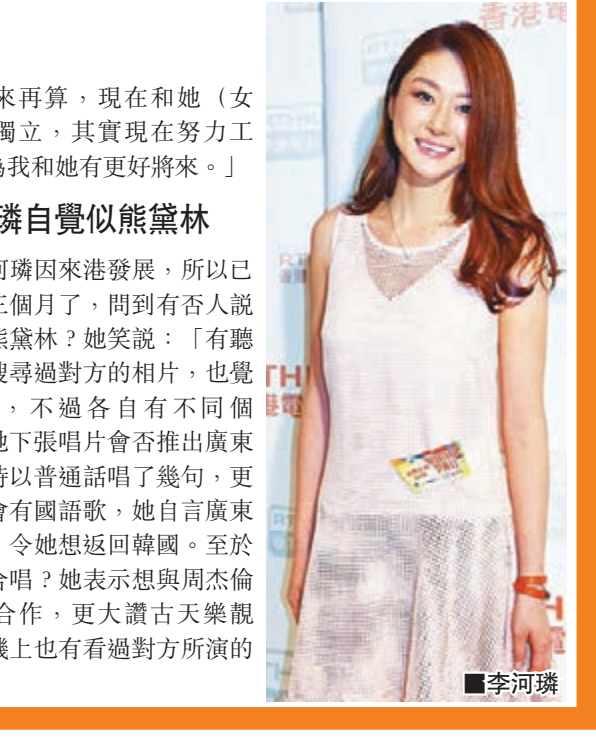 來再算，現在和她（女
獨立，其實現在努力工
為我和她有更好將來。」
璘自覺似熊黛林
河璘因來港發展，所以已
三個月了，問到有否人説
熊黛林？她笑説：「有聽
搜尋過對方的相片，也覺
，不過各自有不同個
她下張唱片會否推出廣東
時以普通話唱了幾句，更
會有國語歌，她自言廣東
，令她想返回韓國。至於
合唱？她表示想與周杰倫
合作，更大讚古天樂靚
機上也有看過對方所演的
香港電
RTHK
TH
港電
■李河璘